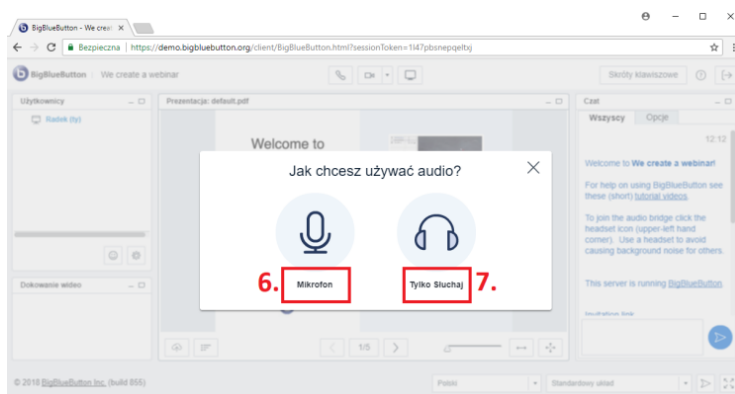 BigBlueButton - We creat
Bezpieczna | https://demo.bigbluebutton.org/client/BigBlueButton.html?sessionToken=1l47pbsnepqeltxj
BigBlueButton We create a webinar
Skróty klawiszowe
Użytkownicy
Radek (ty)
Prezentacja: default.pdf
Welcome to
Czat
Wszyscy Opcje
12:12
Welcome to We create a webinar!
For help on using BigBlueButton see
these (short) tutorial videos.
To join the audio bridge click the
headset icon (upper-left hand
corner). Use a headset to avoid
causing background noise for others.
This server is running BigBlueButton.
Invitation link
Jak chcesz używać audio?
6. Mikrofon
Tylko Słuchaj 7.
Dokowanie wideo
1/5
© 2018 BigBlueButton Inc. (build 855)
Polski
Standardowy układ